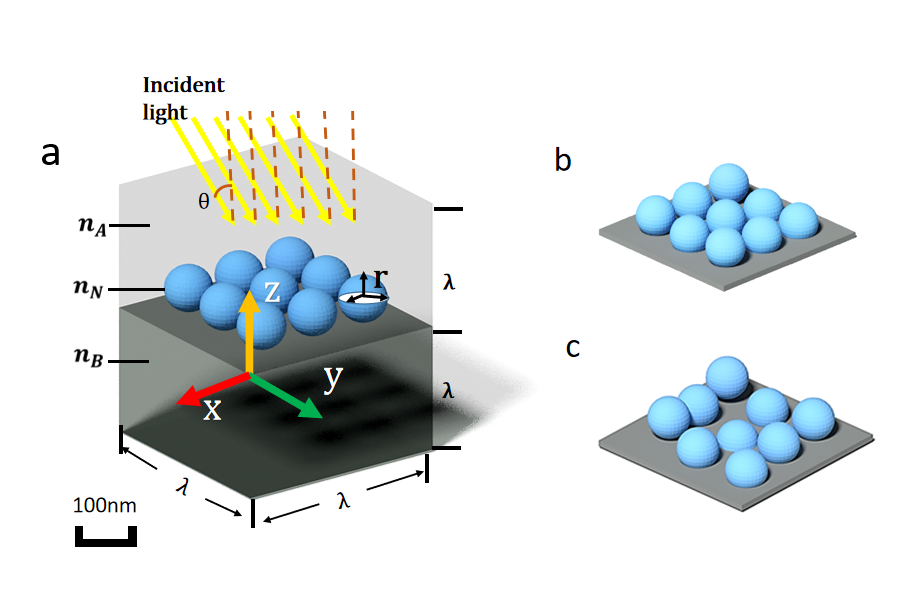 Incident
light
a
θ
n_A
n_N
n_B
r
z
y
x
λ
λ
λ
λ
100nm
b
c